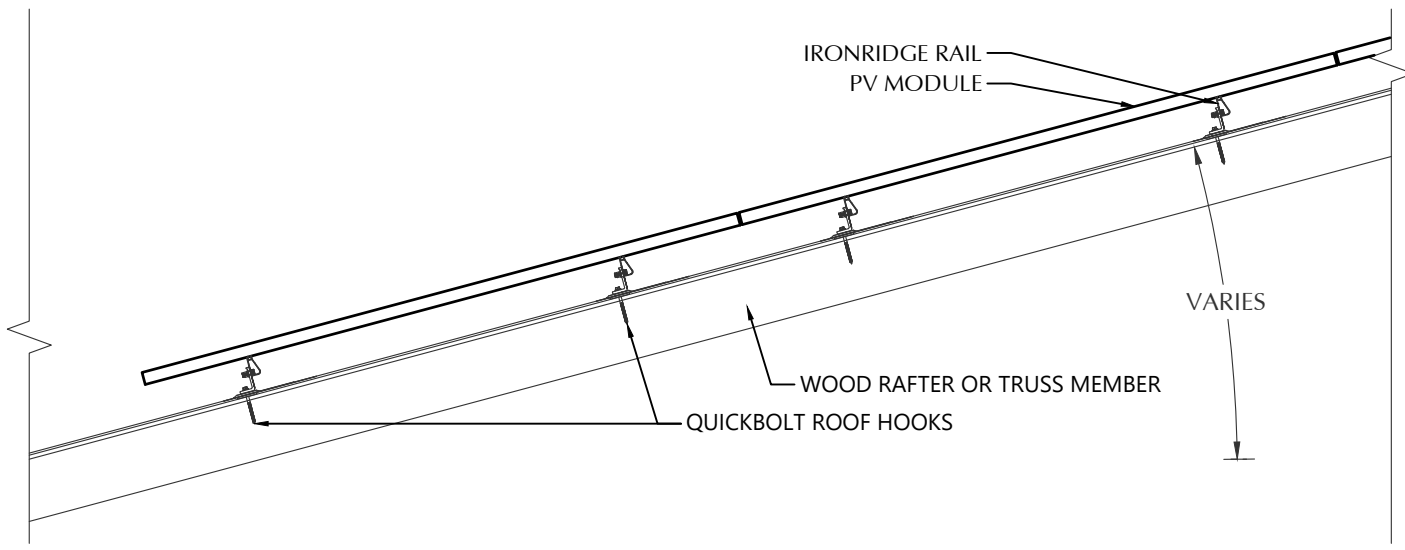 IRONRIDGE RAIL
PV MODULE
VARIES
WOOD RAFTER OR TRUSS MEMBER
QUICKBOLT ROOF HOOKS